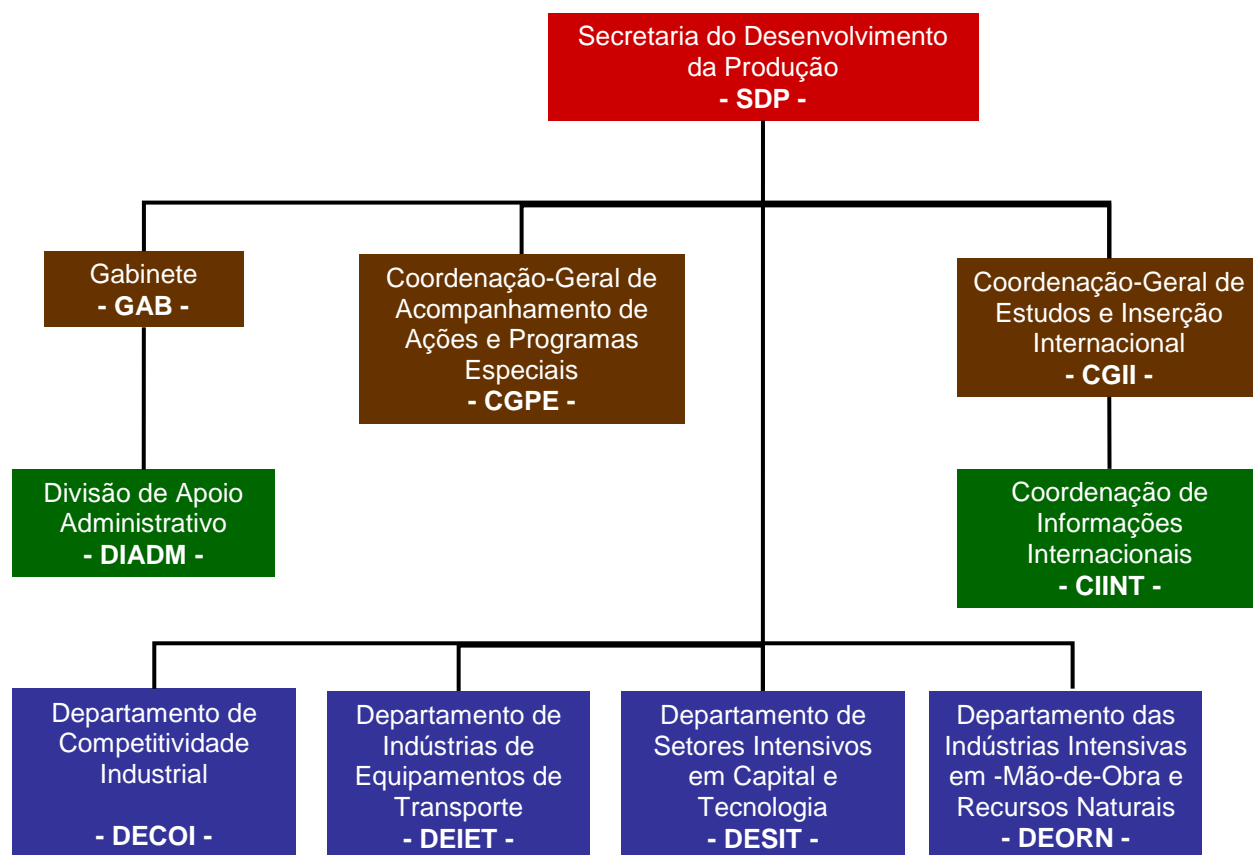 Secretaria do Desenvolvimento
da Produção
- SDP -
Gabinete
- GAB -
Coordenação-Geral de
Acompanhamento de
Ações e Programas
Especiais
- CGPE -
Coordenação-Geral de
Estudos e Inserção
Internacional
- CGII -
Divisão de Apoio
Administrativo
- DIADM -
Coordenação de
Informações
Internacionais
- CIINT -
Departamento de
Competitividade
Industrial
- DECOI -
Departamento de
Indústrias de
Equipamentos de
Transporte
- DEIET -
Departamento de
Setores Intensivos
em Capital e
Tecnologia
- DESIT -
Departamento das
Indústrias Intensivas
em -Mão-de-Obra e
Recursos Naturais
- DEORN -